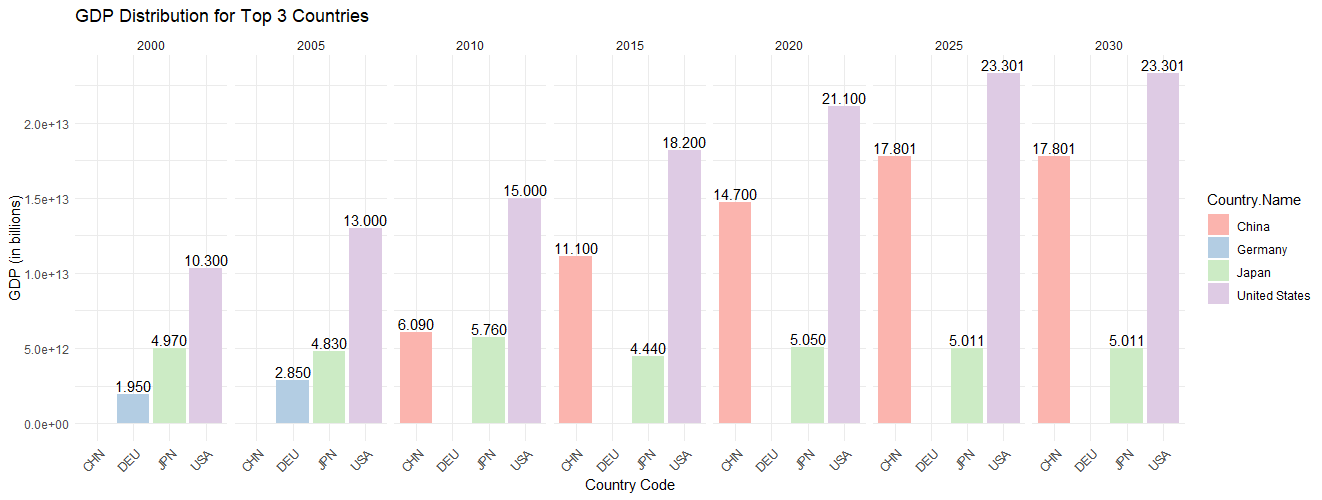 GDP Distribution for Top 3 Countries
2000 2005 2010 2015 2020 2025 2030
GDP (in billions)
2.0e+13
1.5e+13
1.0e+13
5.0e+12
0.0e+00
1.950 4.970 10.300
2.850 4.830 13.000
6.090 5.760 15.000
11.100 4.440 18.200
14.700 5.050 21.100
17.801 5.011 23.301
17.801 5.011 23.301
CHN DEU JPN USA CHN DEU JPN USA CHN DEU JPN USA CHN DEU JPN USA CHN DEU JPN USA CHN DEU JPN USA CHN DEU JPN USA
Country Code
Country.Name
China
Germany
Japan
United States